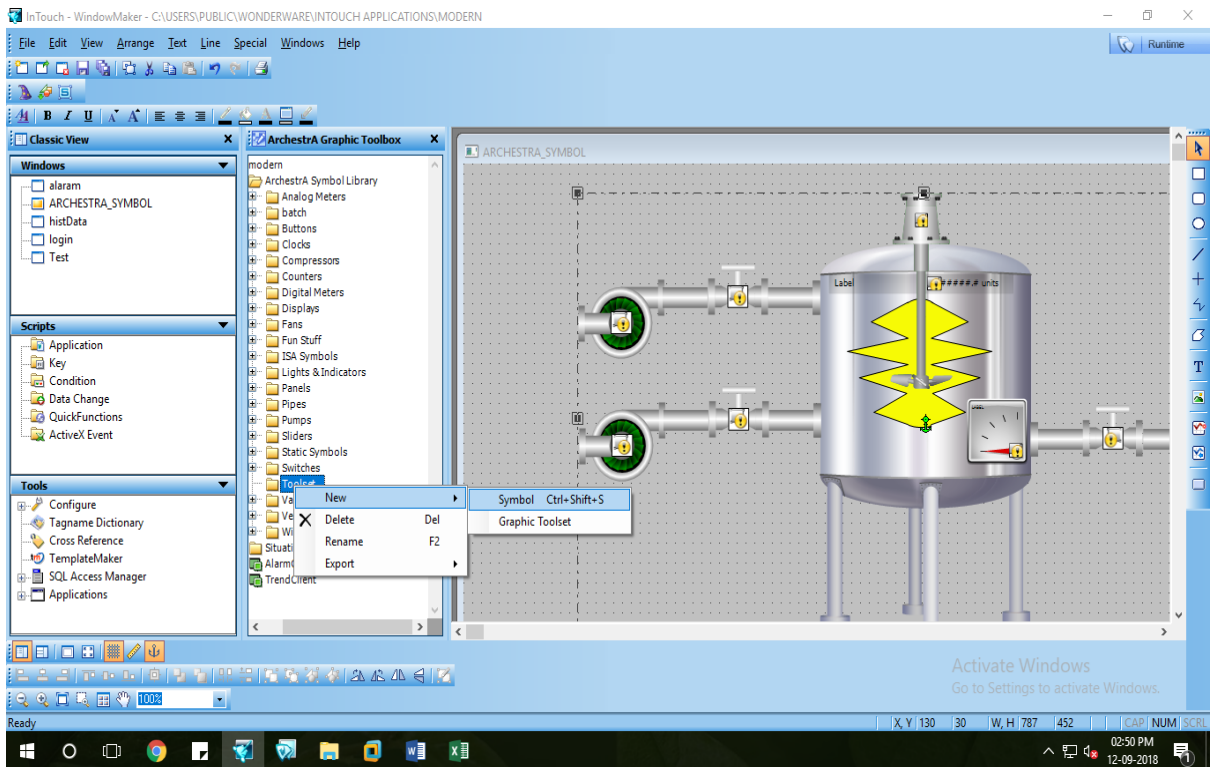 InTouch - WindowMaker - C:\USERS\PUBLIC\WONDERWARE\INTOUCH APPLICATIONS\MODERN
File Edit View Arrange Text Line Special Windows Help
Runtime
Classic View
Windows
alaram
ARCHESTRA_SYMBOL
histData
login
Test
Scripts
Application
Key
Condition
Data Change
QuickFunctions
ActiveX Event
Tools
Configure
Tagname Dictionary
Cross Reference
TemplateMaker
SQL Access Manager
Applications
ArchestrA Graphic Toolbox
modern
ArchestrA Symbol Library
Analog Meters
batch
Buttons
Clocks
Compressors
Counters
Digital Meters
Displays
Fans
Fun Stuff
ISA Symbols
Lights & Indicators
Panels
Pipes
Pumps
Sliders
Static Symbols
Switches
Toolset
Va
Ve
Wi
Situati
Alarm
TrendClient
New
Delete Del
Rename F2
Export
Symbol Ctrl+Shift+S
Graphic Toolset
ARCHESTRA_SYMBOL
Label
#####.# units
100%
Activate Windows
Go to Settings to activate Windows.
Ready
X, Y 130 30 W, H 787 452 CAP NUM SCRL
02:50 PM
12-09-2018